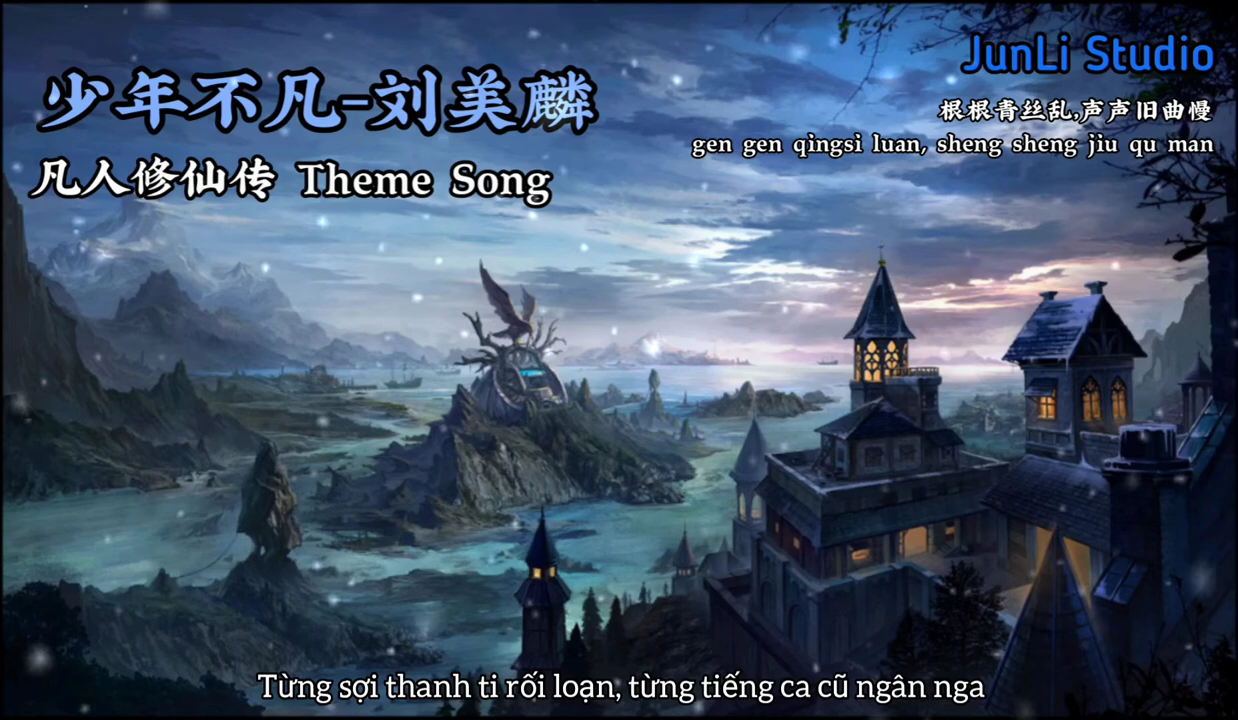 JunLi Studio
少年不凡-刘美麟
根根青丝乱,声声旧曲慢
gen gen qingsi luan, sheng sheng jiu qu man
凡人修仙传 Theme Song
Từng sợi thanh ti rối loạn, từng tiếng ca cũ ngân nga